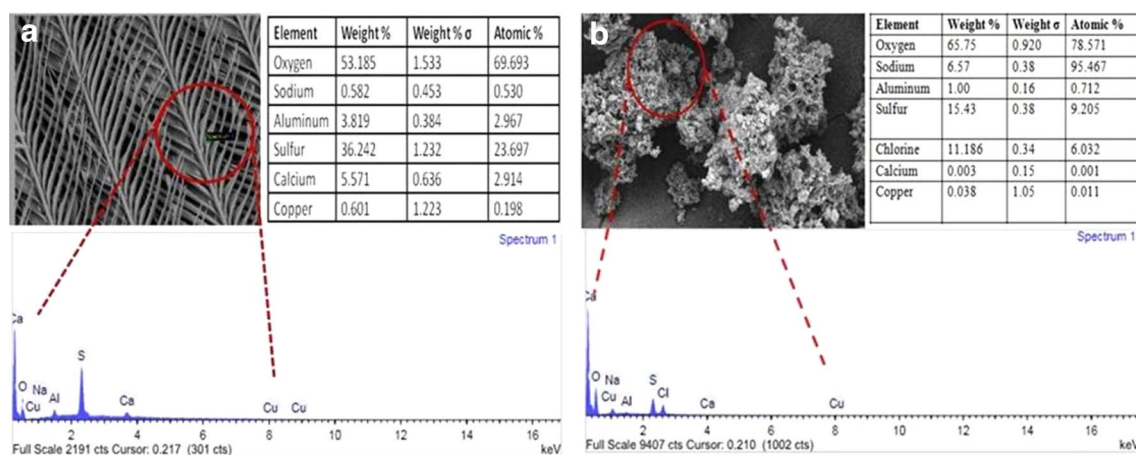 a
Element Weight % Weight % σ Atomic %
Oxygen 53.185 1.533 69.693
Sodium 0.582 0.453 0.530
Aluminum 3.819 0.384 2.967
Sulfur 36.242 1.232 23.697
Calcium 5.571 0.636 2.914
Copper 0.601 1.223 0.198
Spectrum 1
Ca
S
O Na Al Ca
Cu Cu Cu
2 4 6 8 10 12 14 16
Full Scale 2191 cts Cursor: 0.217 (301 cts) keV
b
Element Weight % Weight σ Atomic %
Oxygen 65.75 0.920 78.571
Sodium 6.57 0.38 95.467
Aluminum 1.00 0.16 0.712
Sulfur 15.43 0.38 9.205
Chlorine 11.186 0.34 6.032
Calcium 0.003 0.15 0.001
Copper 0.038 1.05 0.011
Spectrum 1
Ca
O Na S Cl
Cu Al Ca Cu
2 4 6 8 10 12 14 16
Full Scale 9407 cts Cursor: 0.210 (1002 cts) keV